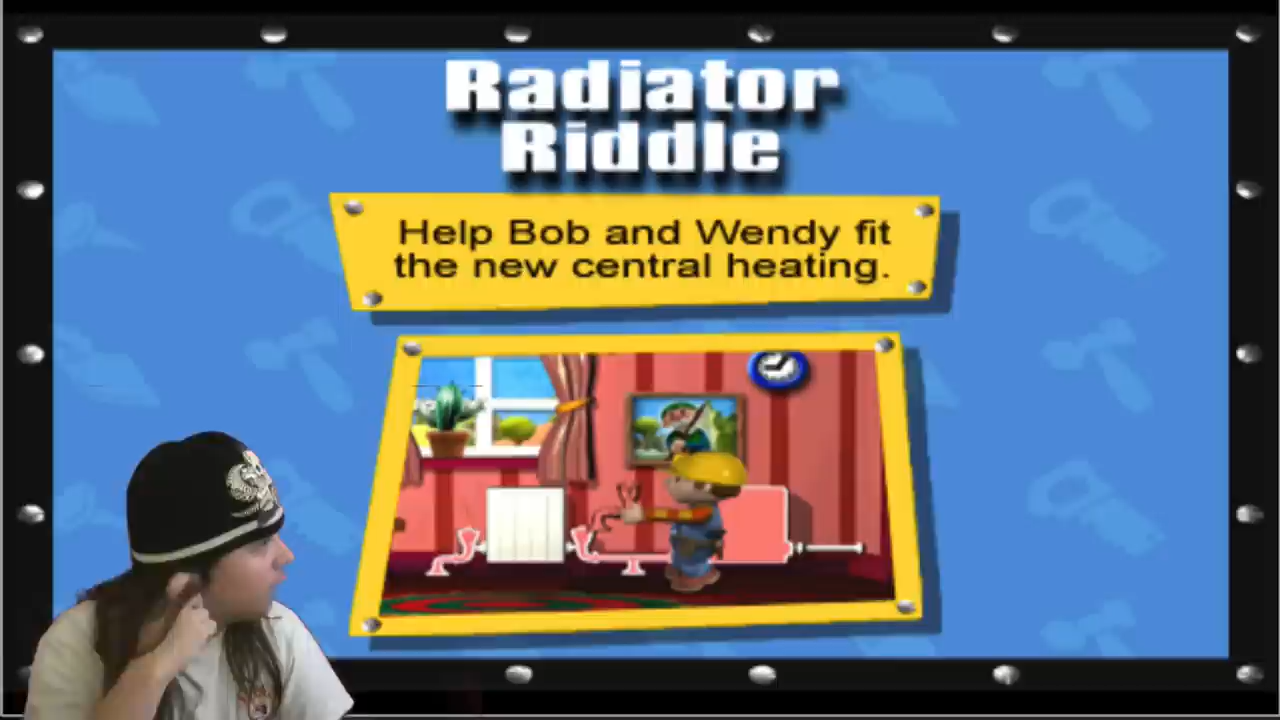 Radiator
Riddle
Help Bob and Wendy fit
the new central heating.